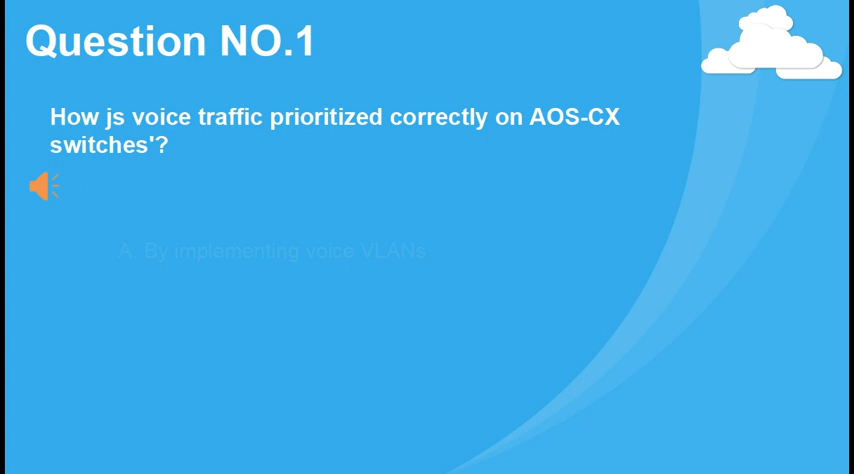 Question NO.1
How js voice traffic prioritized correctly on AOS-CX
switches'?
A. By implementing voice VLANs